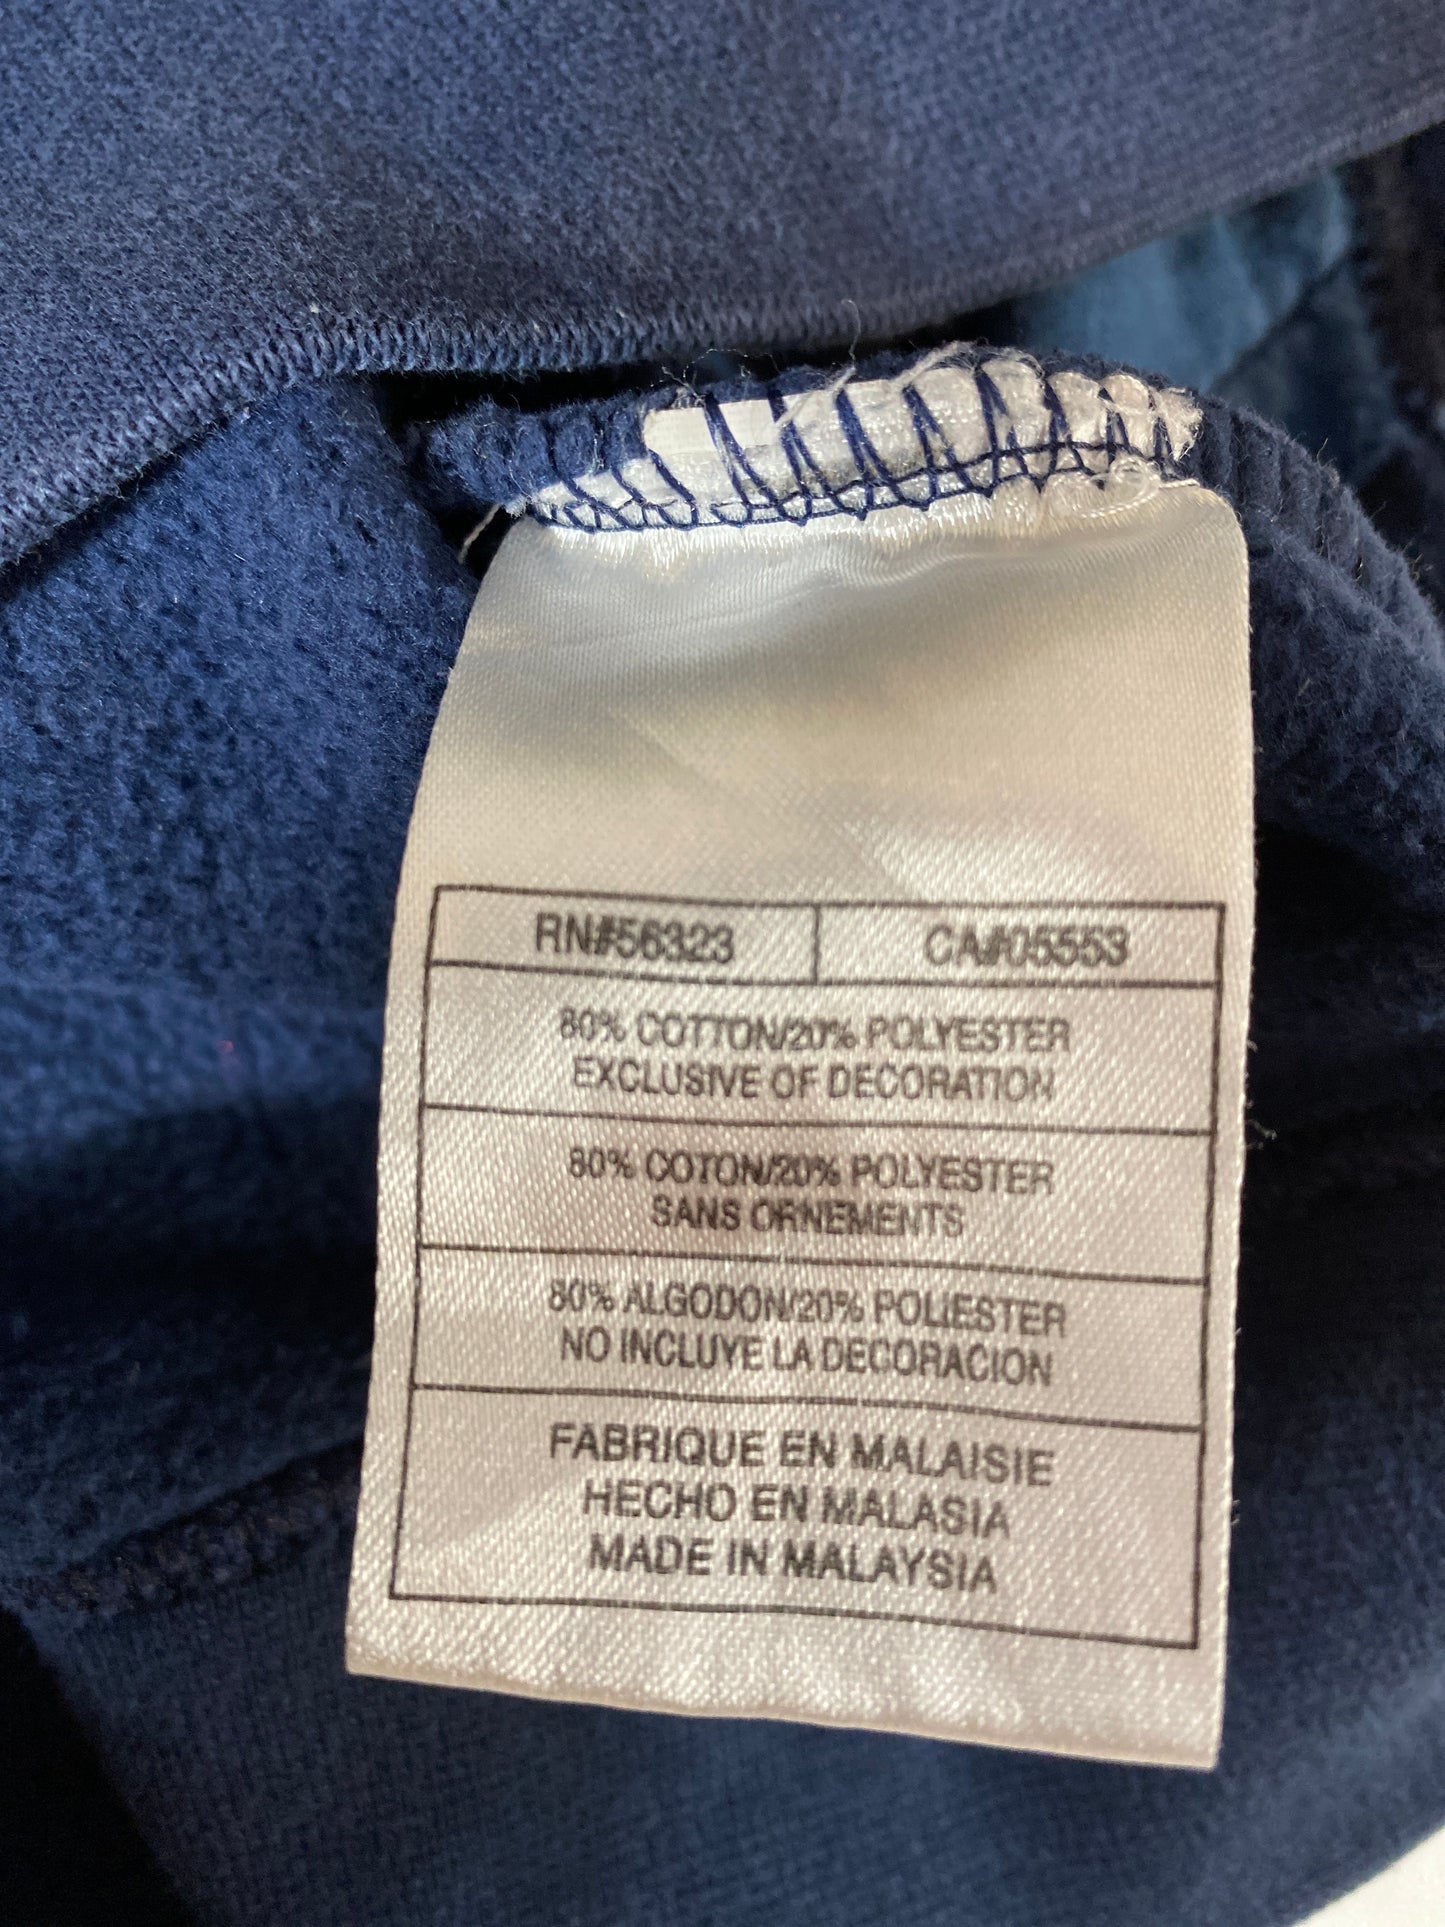 RN#56323 CA#05553
80% COTTON/20% POLYESTER
EXCLUSIVE OF DECORATION
80% COTON/20% POLYESTER
SANS ORNEMENTS
80% ALGODON/20% POLIESTER
NO INCLUYE LA DECORACION
FABRIQUE EN MALAISIE
HECHO EN MALASIA
MADE IN MALAYSIA